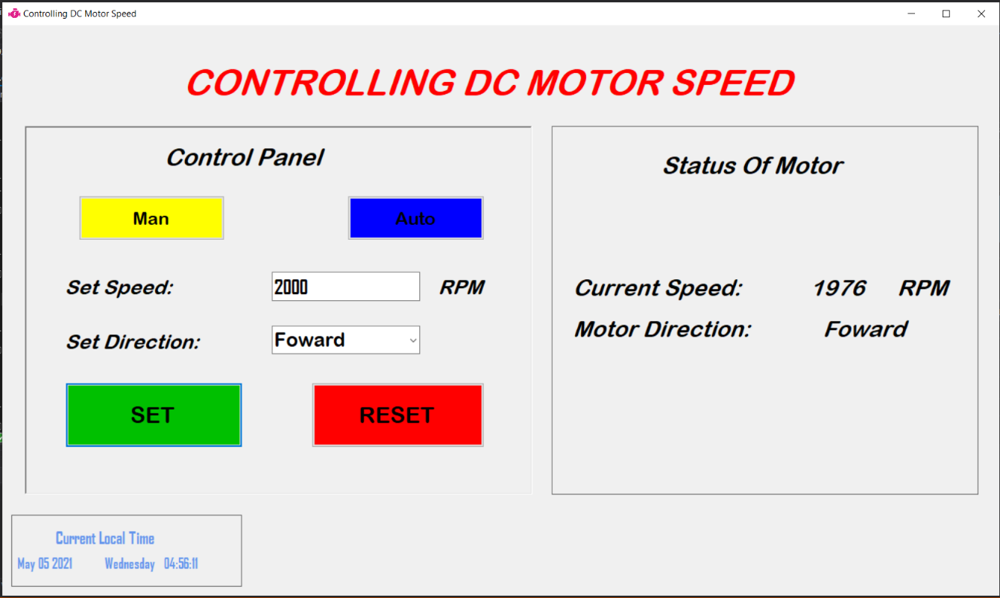 Controlling DC Motor Speed
CONTROLLING DC MOTOR SPEED
Control Panel
Man
Auto
Set Speed: 2000 RPM
Set Direction: Foward
SET
RESET
Status Of Motor
Current Speed: 1976 RPM
Motor Direction: Foward
Current Local Time
May 05 2021 Wednesday 04:56:11